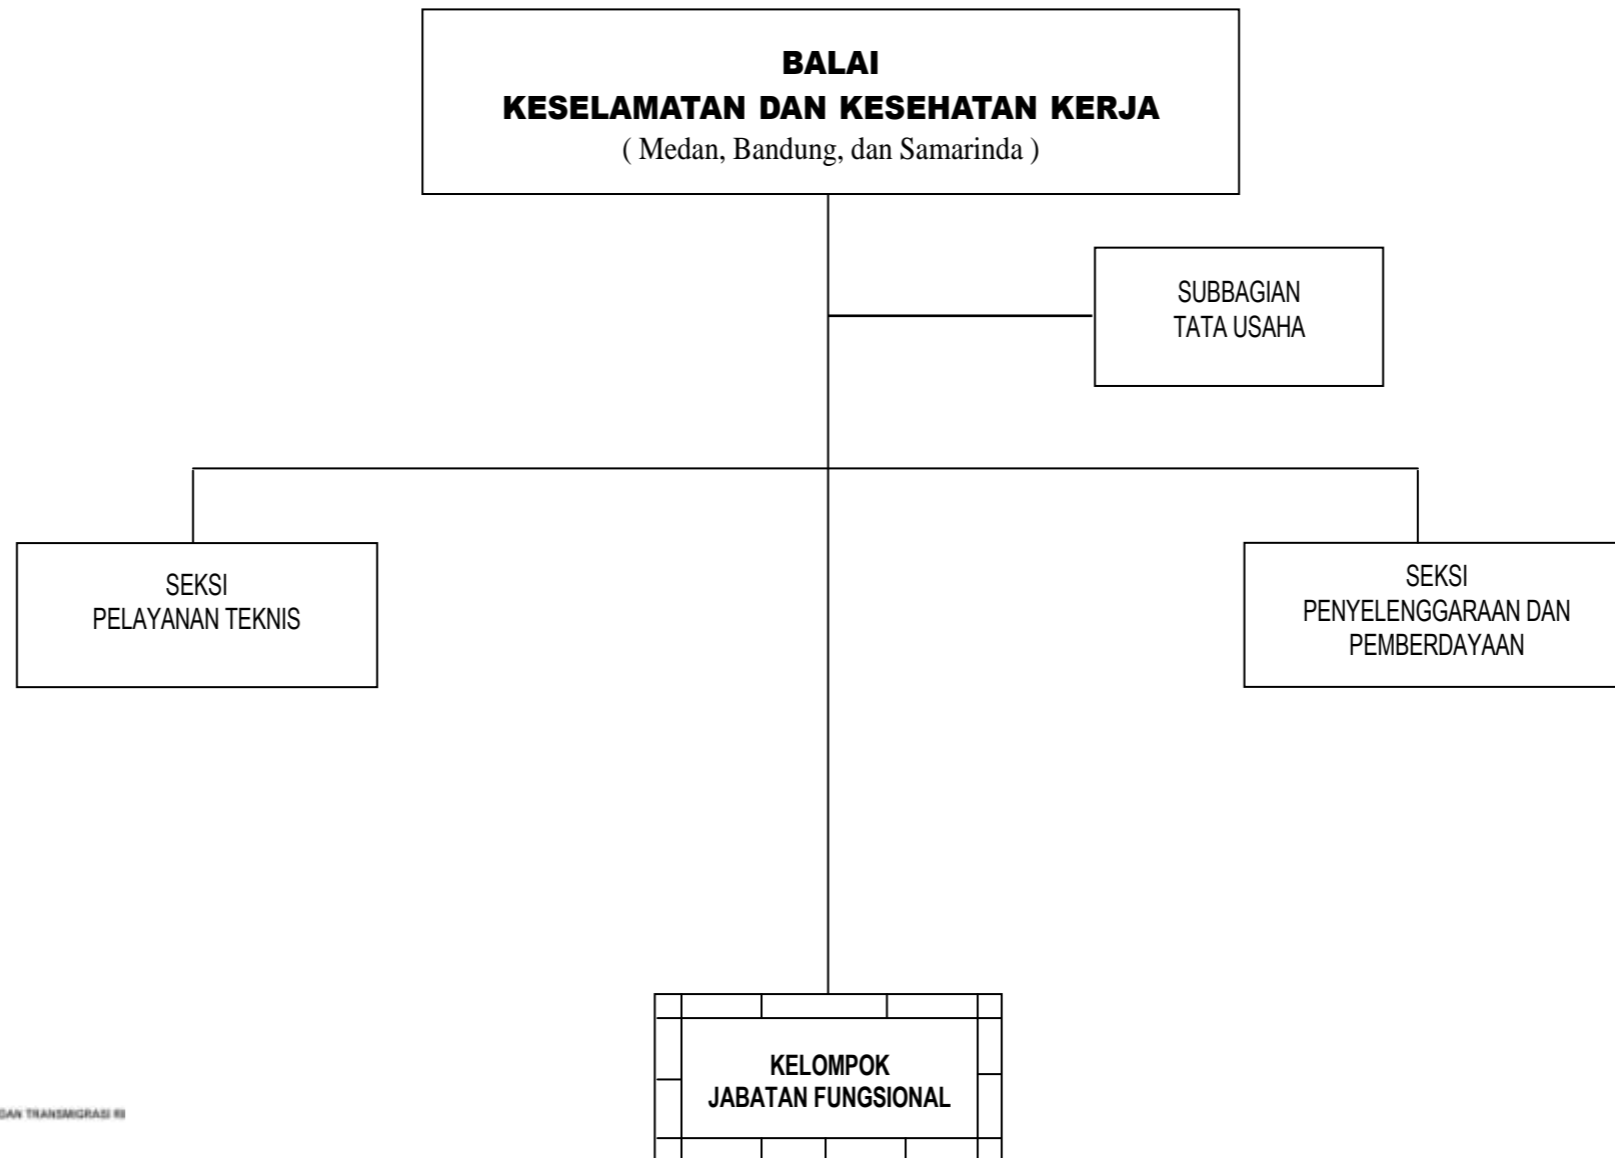 BALAI
KESELAMATAN DAN KESEHATAN KERJA
( Medan, Bandung, dan Samarinda )
SUBBAGIAN
TATA USAHA
SEKSI
PELAYANAN TEKNIS
SEKSI
PENYELENGGARAAN DAN
PEMBERDAYAAN
KELOMPOK
JABATAN FUNGSIONAL
DAN TRANSMIGRASI RI